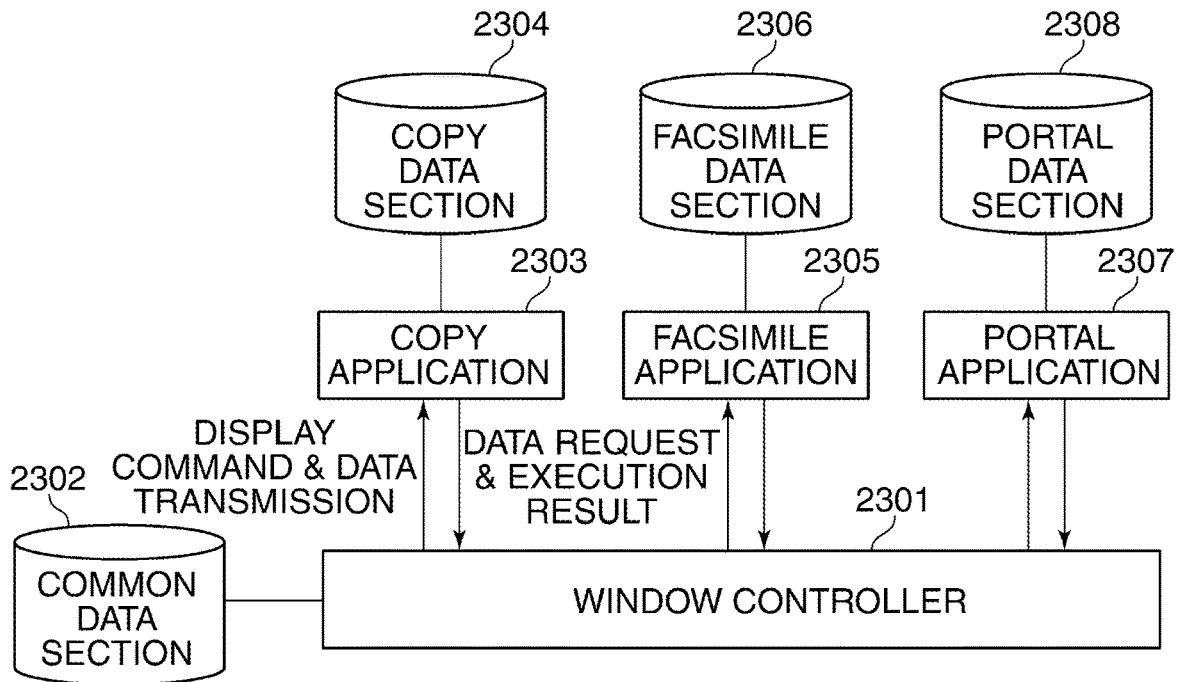 2304
2306
2308
COPY
DATA
SECTION
FACSIMILE
DATA
SECTION
PORTAL
DATA
SECTION
2303
2305
2307
COPY
APPLICATION
FACSIMILE
APPLICATION
PORTAL
APPLICATION
DISPLAY
COMMAND & DATA
TRANSMISSION
DATA REQUEST
& EXECUTION
RESULT
2302
2301
COMMON
DATA
SECTION
WINDOW CONTROLLER